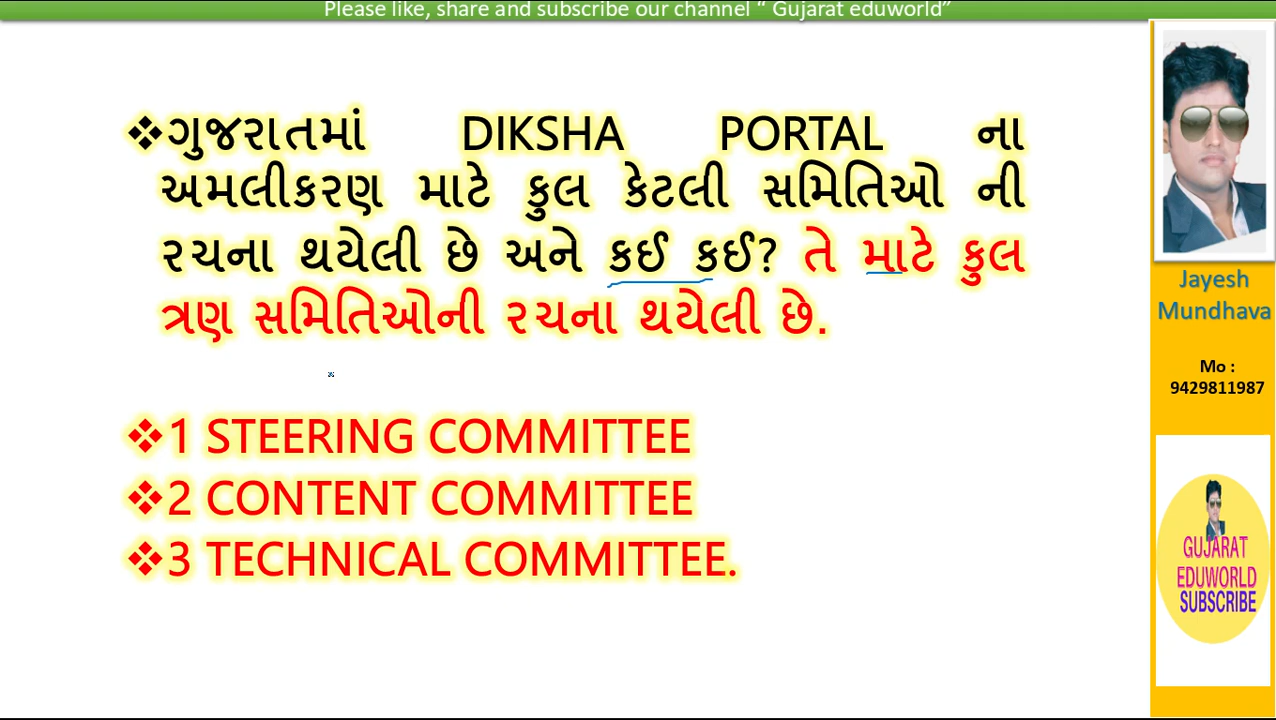 Please like, share and subscribe our channel “ Gujarat eduworld”
❖ગુજરાતમાં DIKSHA PORTAL ના
અમલીકરણ માટે કુલ કેટલી સમિતિઓ ની
રચના થયેલી છે અને કઈ કઈ? તે માટે કુલ
ત્રણ સમિતિઓની રચના થયેલી છે.
❖1 STEERING COMMITTEE
❖2 CONTENT COMMITTEE
❖3 TECHNICAL COMMITTEE.
Jayesh
Mundhava
Mo :
9429811987
GUJARAT
EDUWORLD
SUBSCRIBE